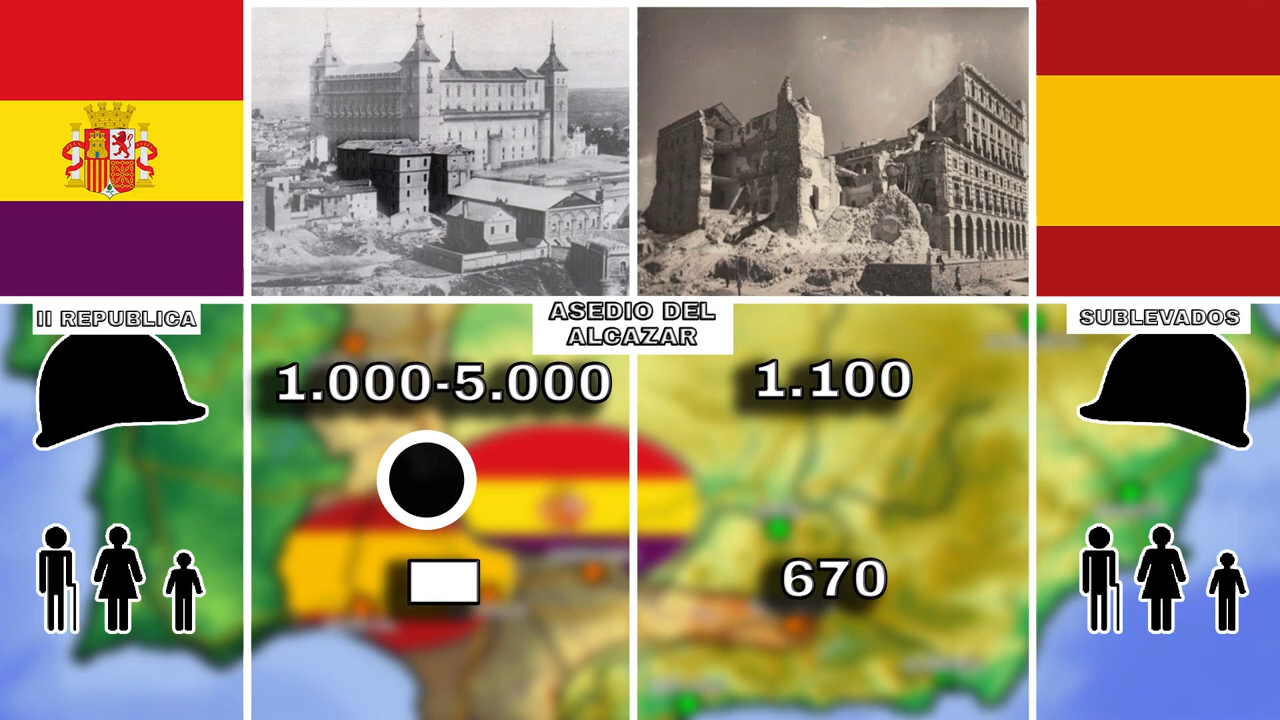 II REPUBLICA
ASEDIO DEL
ALCAZAR
SUBLEVADOS
1.000-5.000
1.100
670